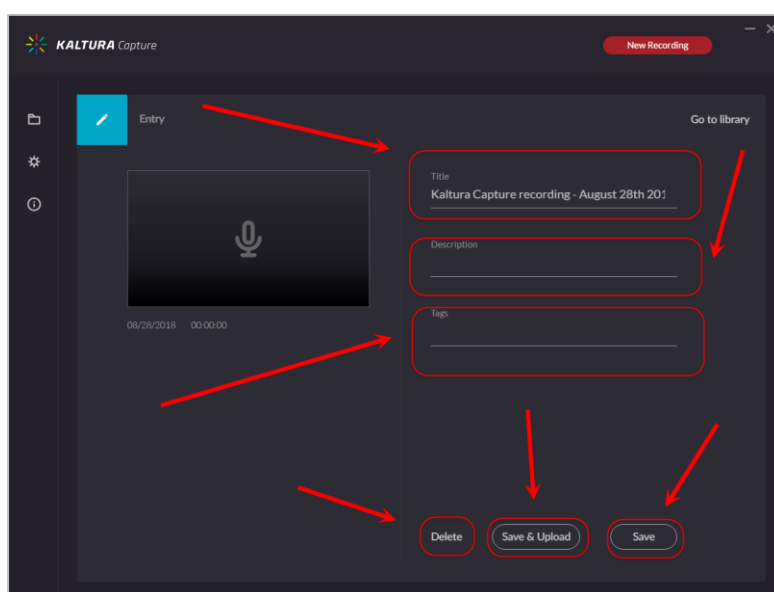 KALTURA Capture
New Recording
Entry
Go to library
Title
Kaltura Capture recording - August 28th 201
Description
08/28/2018 00:00:00
Tags
Delete
Save & Upload
Save